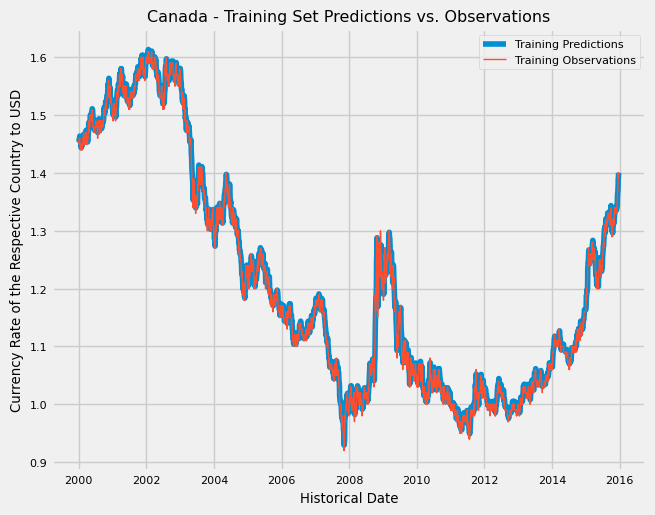 Canada - Training Set Predictions vs. Observations
Training Predictions
Training Observations
Currency Rate of the Respective Country to USD
1.6
1.5
1.4
1.3
1.2
1.1
1.0
0.9
2000 2002 2004 2006 2008 2010 2012 2014 2016
Historical Date